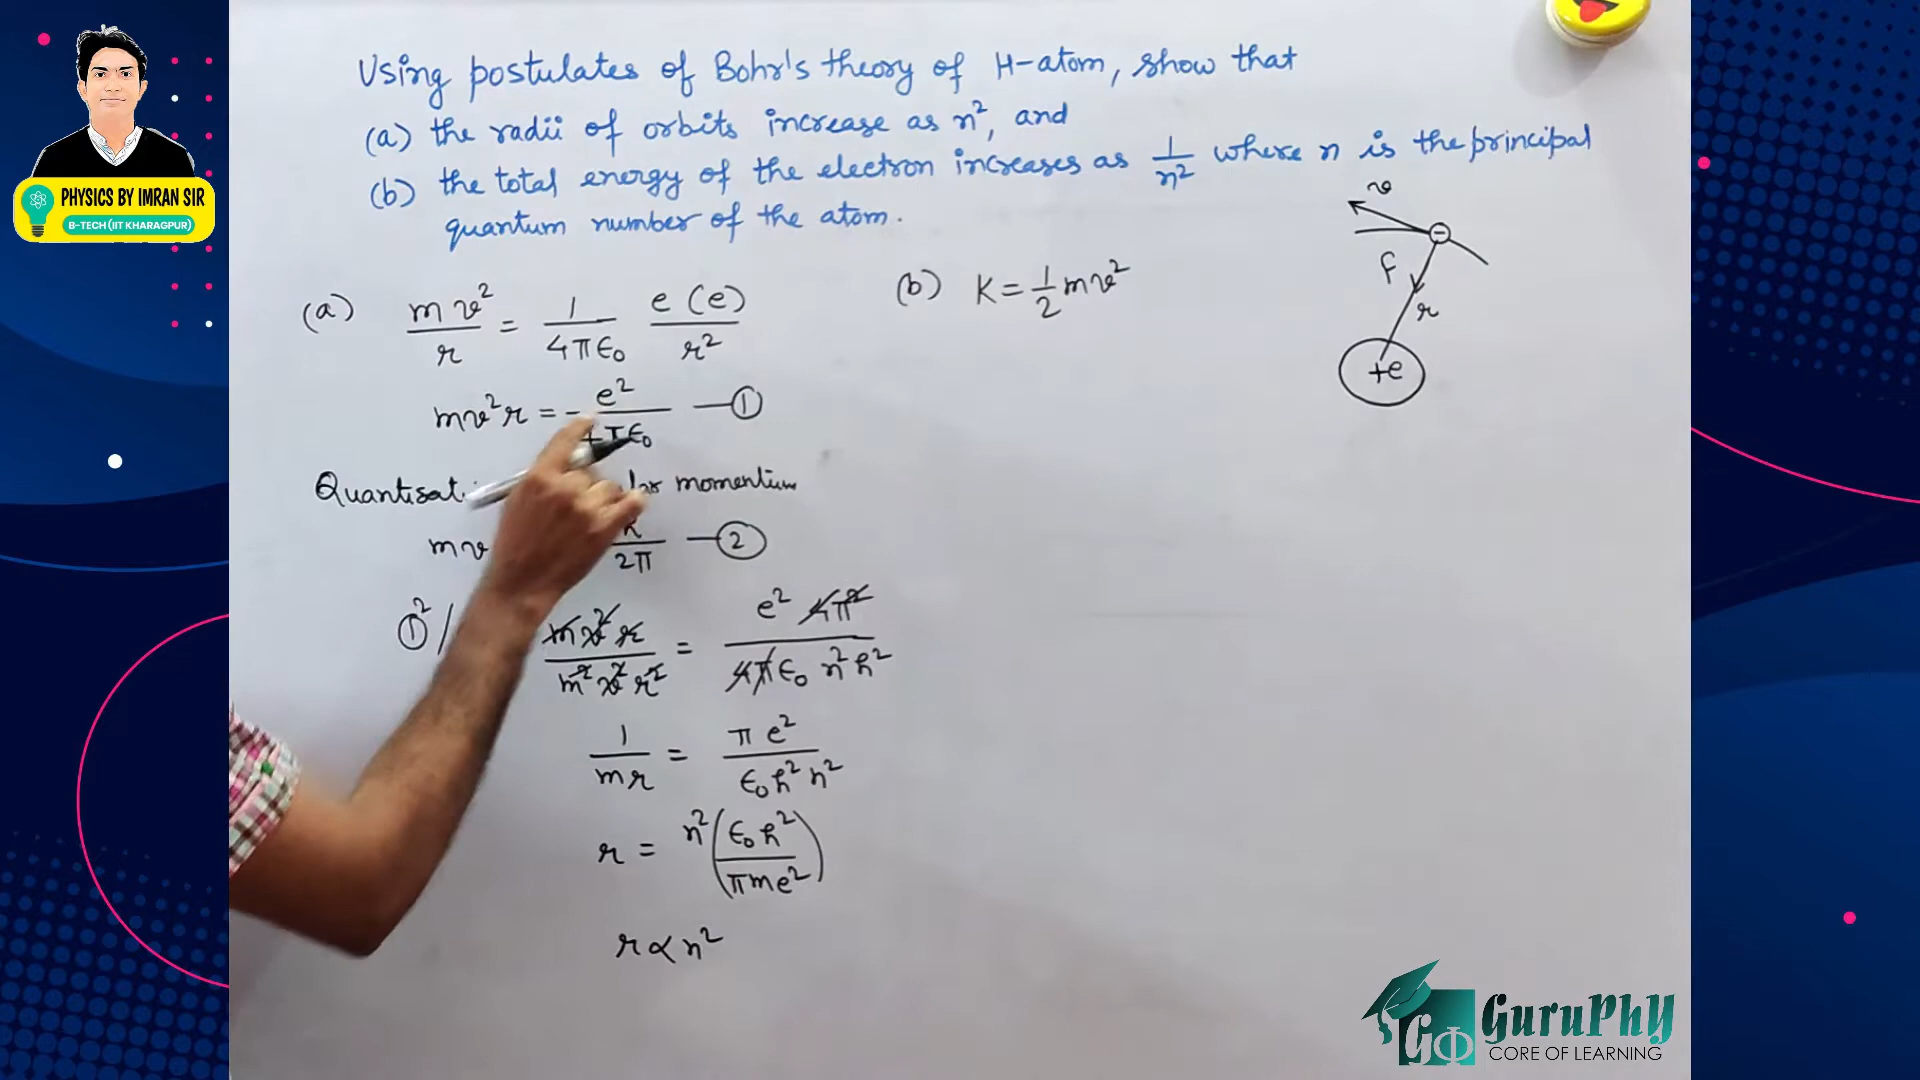 Using postulates of Bohr's theory of H-atom, show that
(a) the radii of orbits increase as n², and
(b) the total energy of the electron increases as 1/n² where n is the principal
quantum number of the atom.
PHYSICS BY IMRAN SIR
B-TECH (IIT KHARAGPUR)
(a) mv²/r = 1/4πϵ₀ e(e)/r²
mv²r = e²/4πϵ₀ —①
momentum
mv h/2π —②
①²/ mv²r/m²v²r² = e² 4π²/4πϵ₀ n²h²
1/mr = πe²/ϵ₀h²n²
r = n²(ϵ₀h²/πme²)
r ∝ n²
(b) K = 1/2 mv²
v
−
F
r
+e
GΦ
GURUPHY
CORE OF LEARNING